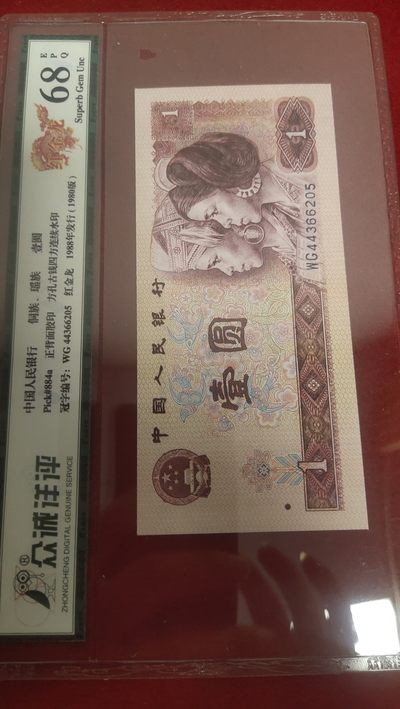 众诚洋评®
ZHONGCHENG DIGITAL GENUINE SERVICE
中国人民银行 侗族、瑶族 壹圆
Pick#884a 正背面胶印 方孔古钱四方连续水印
冠字编号：WG 44366205 红金龙 1988年发行（1980版）
68 EPQ
Superb Gem Unc
中国人民银行
壹圆
WG44366205
1
1
1